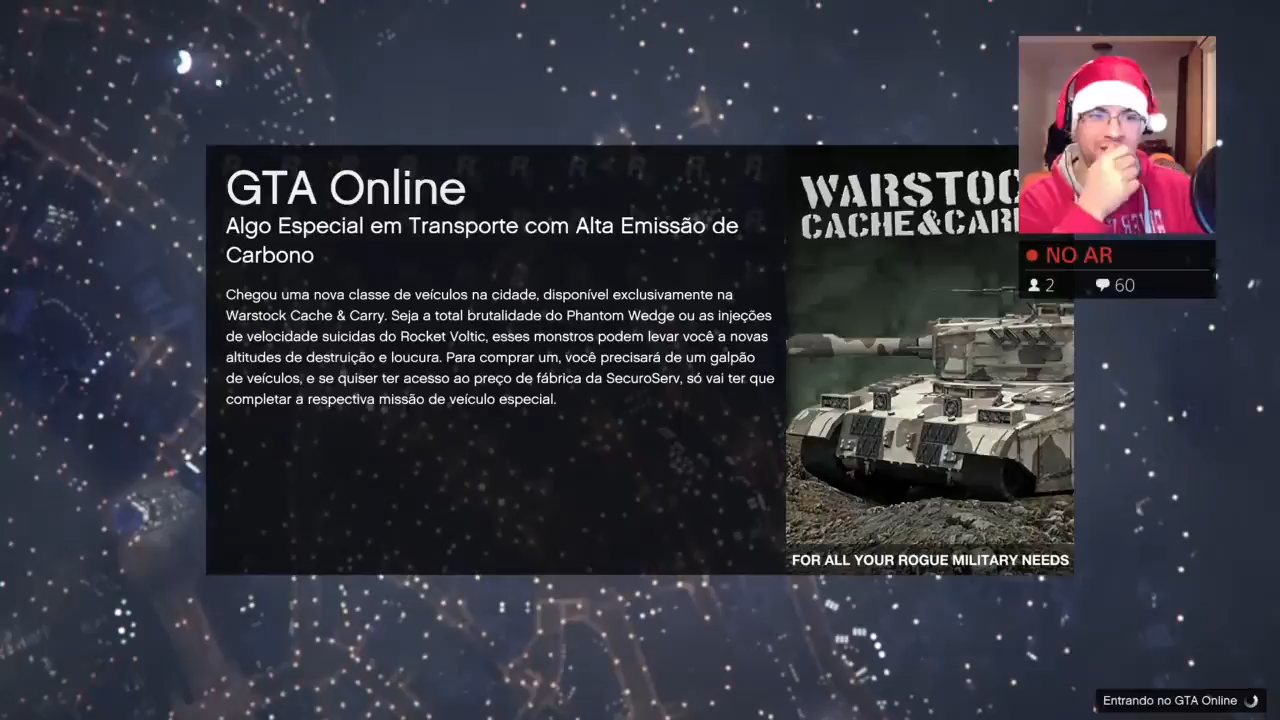 GTA Online
Algo Especial em Transporte com Alta Emissão de
Carbono
Chegou uma nova classe de veículos na cidade, disponível exclusivamente na
Warstock Cache & Carry. Seja a total brutalidade do Phantom Wedge ou as injeções
de velocidade suicidas do Rocket Voltic, esses monstros podem levar você a novas
altitudes de destruição e loucura. Para comprar um, você precisará de um galpão
de veículos, e se quiser ter acesso ao preço de fábrica da SecuroServ, só vai ter que
completar a respectiva missão de veículo especial.
WARSTOC
CACHE&CARR
FOR ALL YOUR ROGUE MILITARY NEEDS
NO AR
2 60
Entrando no GTA Online